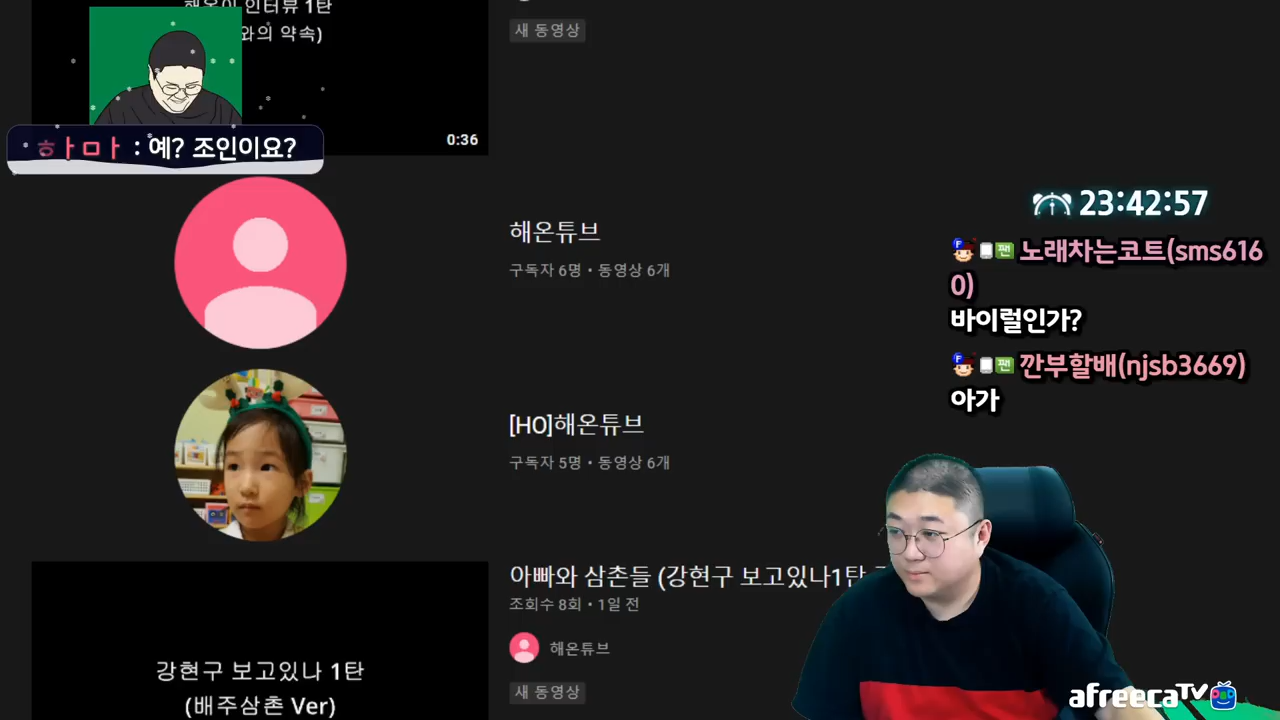 해온이 인터뷰 1탄
와의 약속)
새 동영상
0:36
하마 : 예? 조인이요?
해온튜브
구독자 6명 • 동영상 6개
[HO]해온튜브
구독자 5명 • 동영상 6개
아빠와 삼촌들 (강현구 보고있나1탄
조회수 8회 • 1일 전
해온튜브
새 동영상
강현구 보고있나 1탄
(배주삼촌 Ver)
23:42:57
F 팬 노래차는코트(sms616
0)
바이럴인가?
F 팬 깐부할배(njsb3669)
아가
afreecaTV